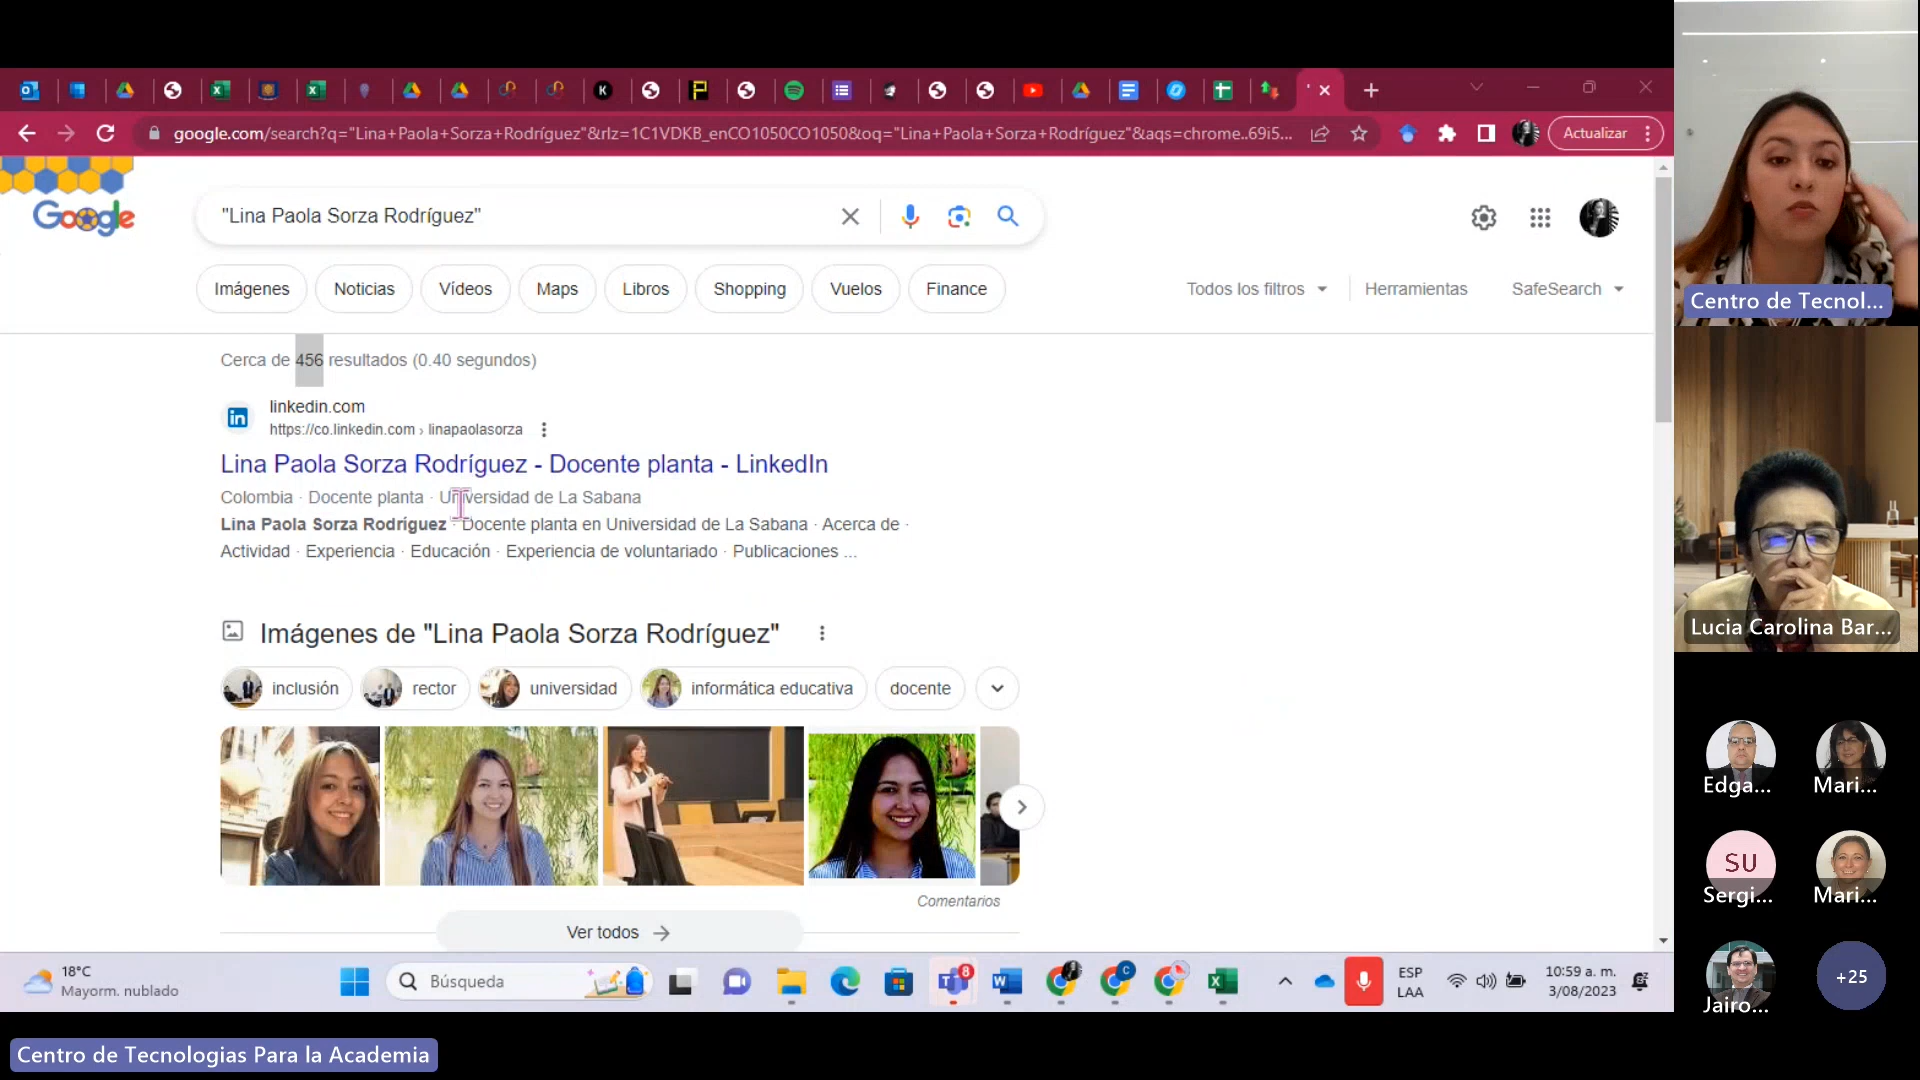 google.com/search?q="Lina+Paola+Sorza+Rodríguez"&rlz=1C1VDKB_enCO1050CO1050&oq="Lina+Paola+Sorza+Rodríguez"&aqs=chrome..69i5...
Actualizar
Google
"Lina Paola Sorza Rodríguez"
Imágenes
Noticias
Vídeos
Maps
Libros
Shopping
Vuelos
Finance
Todos los filtros
Herramientas
SafeSearch
Cerca de 456 resultados (0.40 segundos)
linkedin.com
https://co.linkedin.com › linapaolasorza
Lina Paola Sorza Rodríguez - Docente planta - LinkedIn
Colombia · Docente planta · Universidad de La Sabana
Lina Paola Sorza Rodríguez · Docente planta en Universidad de La Sabana · Acerca de ·
Actividad · Experiencia · Educación · Experiencia de voluntariado · Publicaciones ...
Imágenes de "Lina Paola Sorza Rodríguez"
inclusión
rector
universidad
informática educativa
docente
Comentarios
Ver todos
18°C
Mayorm. nublado
Búsqueda
8
ESP
LAA
10:59 a. m.
3/08/2023
Centro de Tecnologias Para la Academia
Centro de Tecnol...
Lucia Carolina Bar...
Edga...
Mari...
SU
Sergi...
Mari...
Jairo...
+25